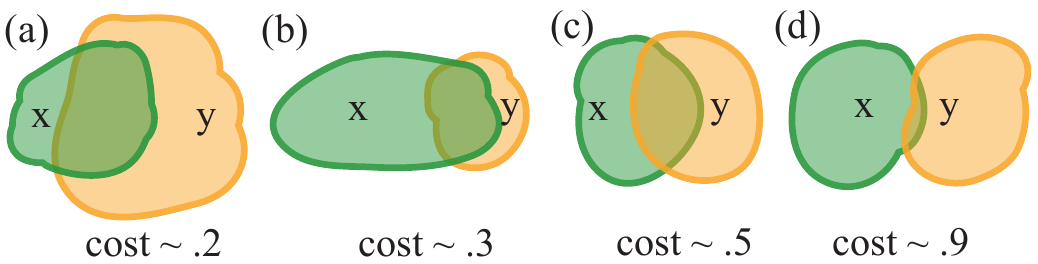 (a) (b) (c) (d)
x y x y x y x y
cost ~ .2 cost ~ .3 cost ~ .5 cost ~ .9